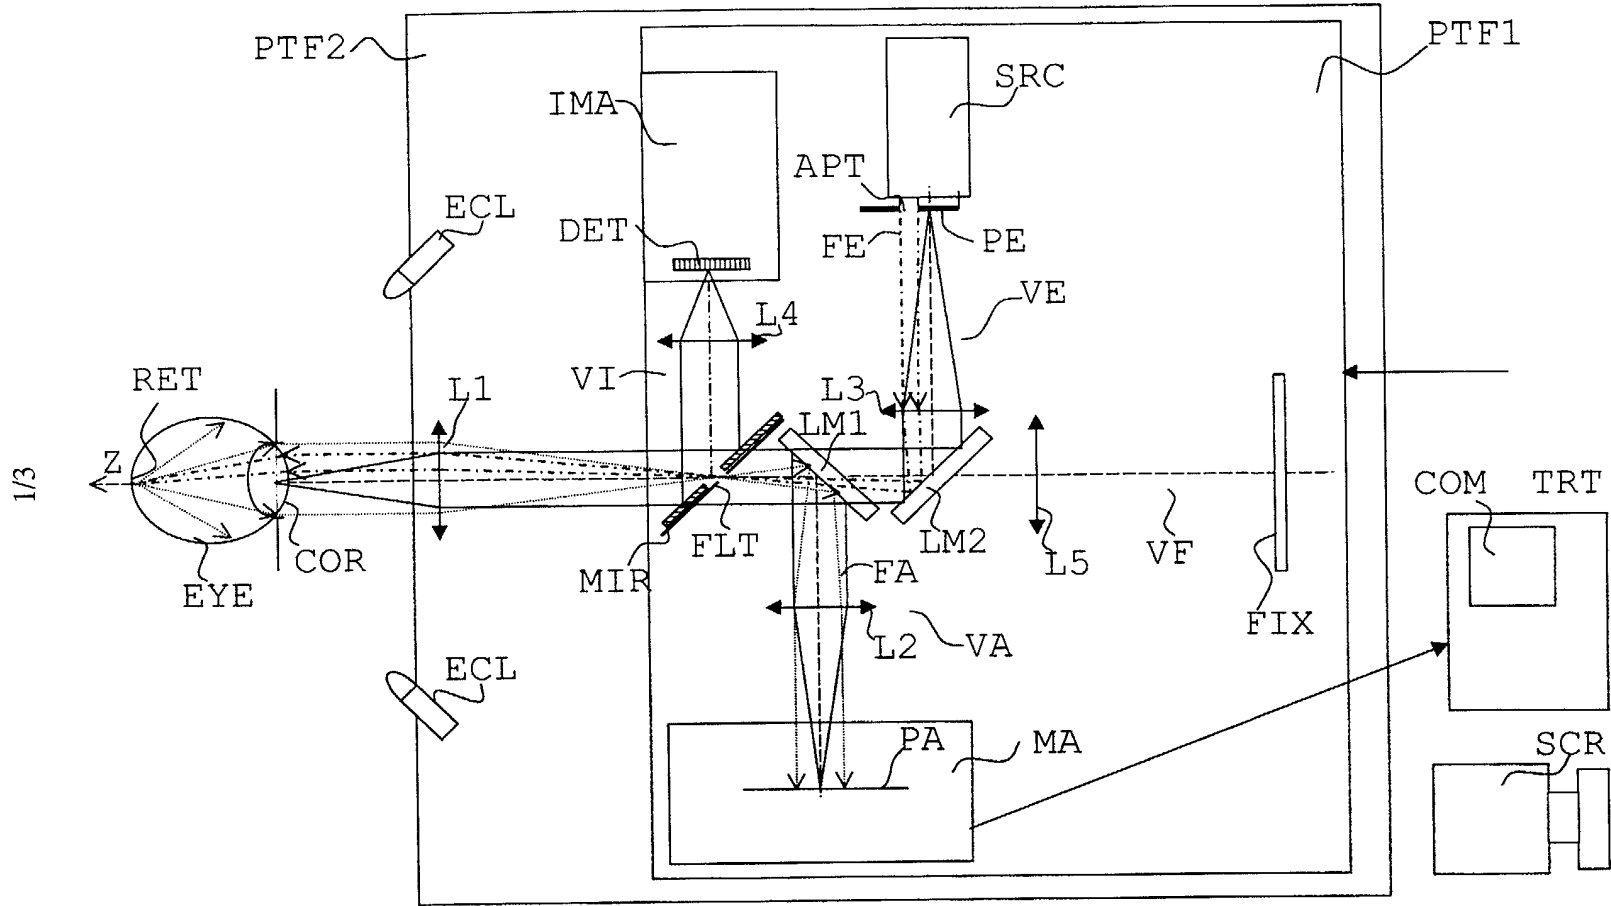 PTF2
PTF1
SRC
IMA
APT
ECL
DET
FE
PE
VE
L4
RET
L1
VI
L3
LM1
Z
1/3
COM
TRT
COR
FLT
LM2
L5
VF
MIR
EYE
FA
FIX
L2
VA
ECL
PA
MA
SCR